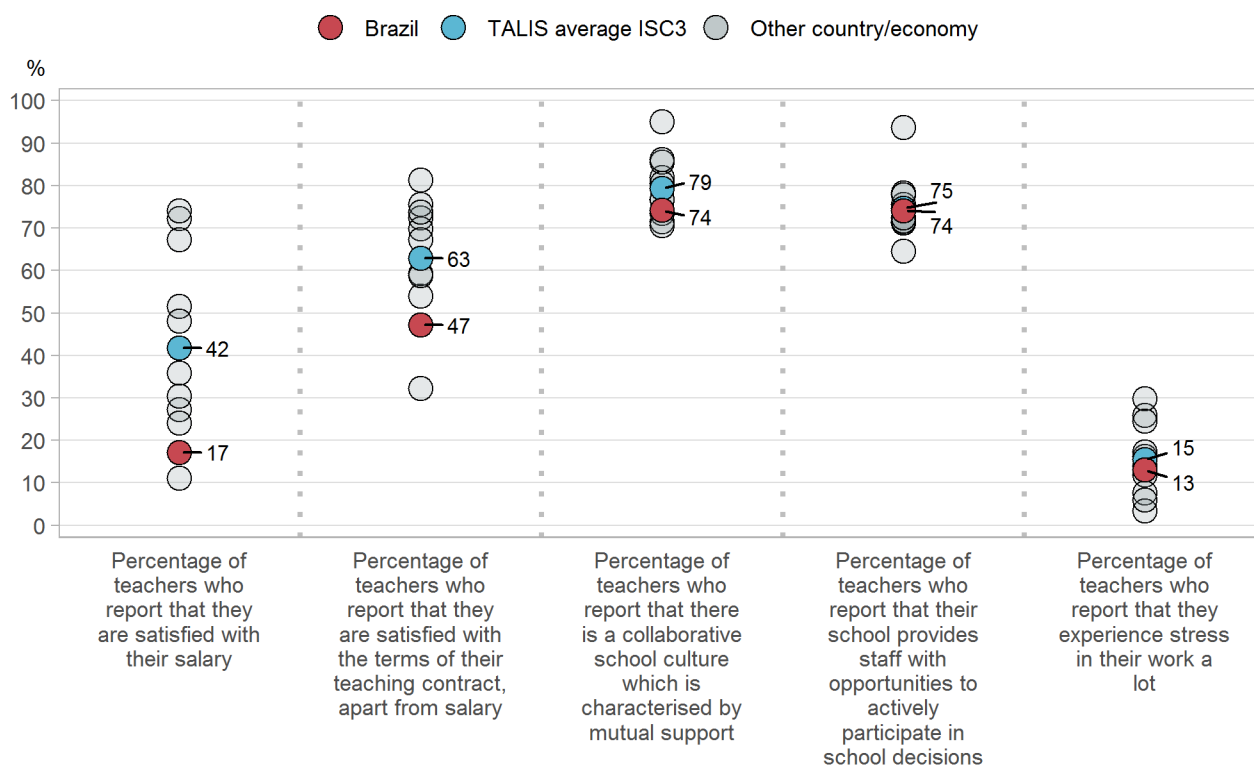 Brazil TALIS average ISC3 Other country/economy
%
100
90
80
70
60
50
40
30
20
10
0
42
17
63
47
79
74
75
74
15
13
Percentage of
teachers who
report that they
are satisfied with
their salary
Percentage of
teachers who
report that they
are satisfied with
the terms of their
teaching contract,
apart from salary
Percentage of
teachers who
report that there
is a collaborative
school culture
which is
characterised by
mutual support
Percentage of
teachers who
report that their
school provides
staff with
opportunities to
actively
participate in
school decisions
Percentage of
teachers who
report that they
experience stress
in their work a
lot